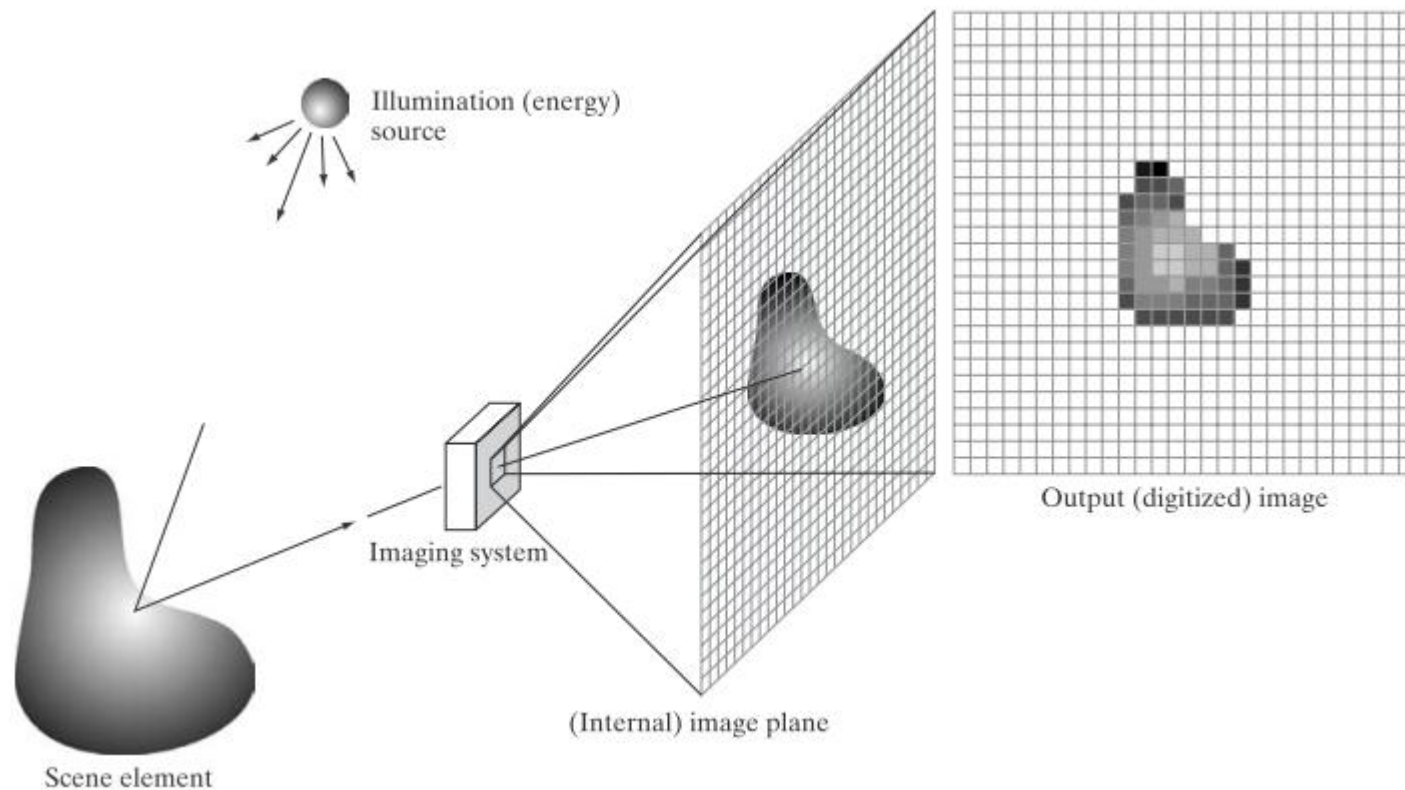 Illumination (energy)
source
Output (digitized) image
Imaging system
(Internal) image plane
Scene element